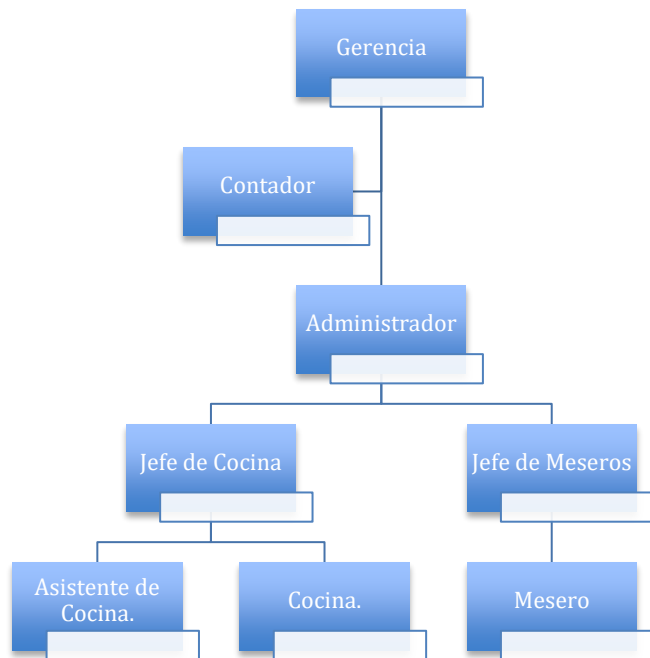 Gerencia
Contador
Administrador
Jefe de Cocina
Jefe de Meseros
Asistente de
Cocina.
Cocina.
Mesero